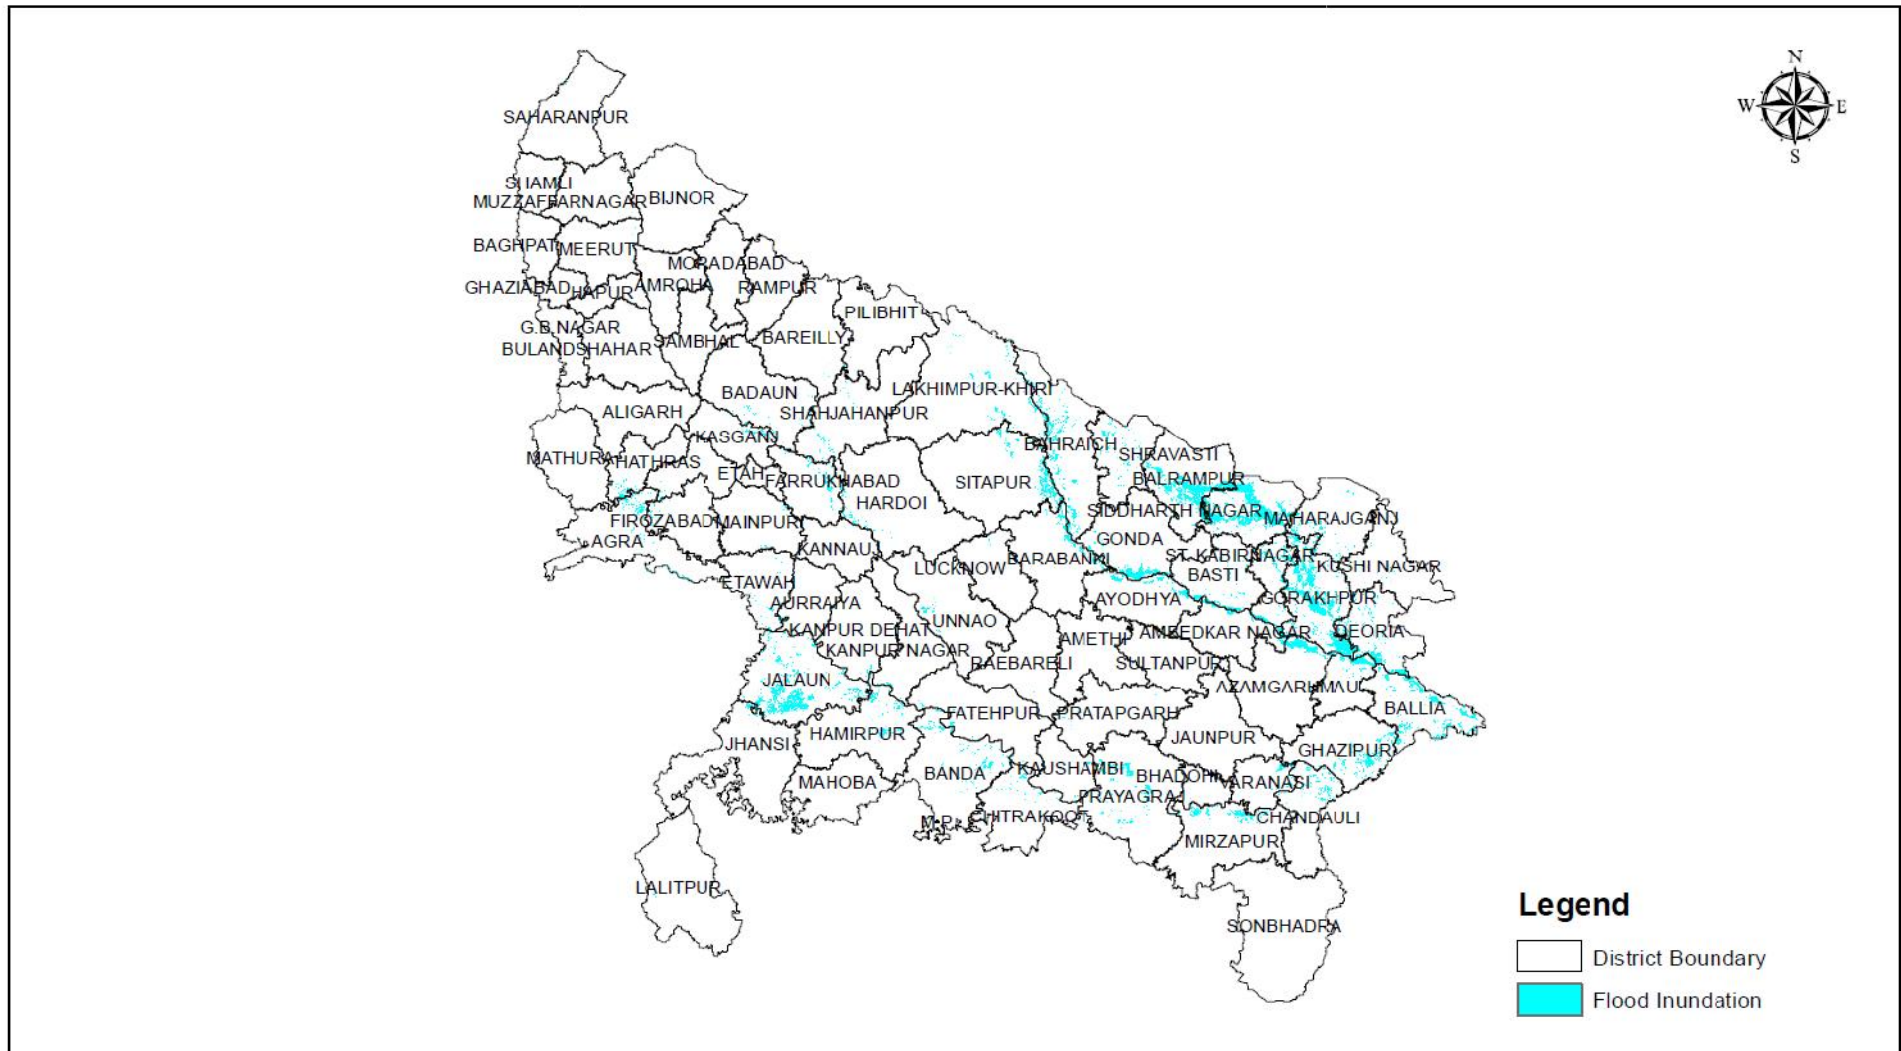 N
W E
S
SAHARANPUR
SHAMLI
MUZZAFFARNAGAR
BIJNOR
BAGHPAT
MEERUT
MORADABAD
GHAZIABAD
HAPUR
AMROHA
RAMPUR
PILIBHIT
G.B.NAGAR
BULANDSHAHAR
SAMBHAL
BAREILLY
BADAUN
LAKHIMPUR-KHIRI
ALIGARH
SHAHJAHANPUR
KASGANJ
BAHRAICH
MATHURA
HATHRAS
SHRAVASTI
ETAH
FARRUKHABAD
SITAPUR
BALRAMPUR
HARDOI
FIROZABAD
MAINPURI
SIDDHARTH NAGAR
MAHARAJGANJ
AGRA
KANNAUJ
GONDA
LUCKNOW
BARABANKI
ST. KABIRNAGAR
KUSHI NAGAR
ETAWAH
BASTI
AURRAIYA
AYODHYA
GORAKHPUR
KANPUR DEHAT
UNNAO
AMETHI
AMBEDKAR NAGAR
DEORIA
KANPUR NAGAR
RAEBARELI
SULTANPUR
JALAUN
AZAMGARH
MAU
BALLIA
FATEHPUR
PRATAPGARH
JHANSI
HAMIRPUR
JAUNPUR
GHAZIPUR
MAHOBA
BANDA
KAUSHAMBI
BHADOHI
VARANASI
PRAYAGRAJ
M.P.
CHITRAKOOT
CHANDAULI
MIRZAPUR
LALITPUR
SONBHADRA
Legend
District Boundary
Flood Inundation